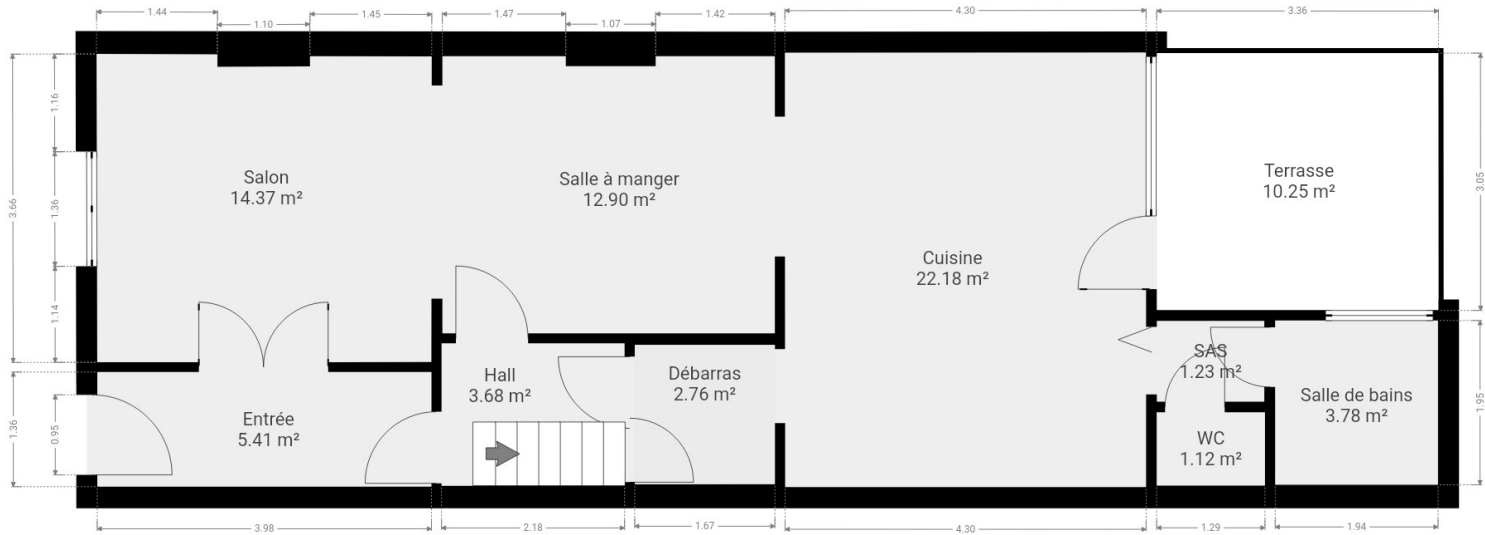 1.44
1.10
1.45
1.47
1.07
1.42
4.30
3.36
1.16
3.66
1.36
1.14
1.36
0.95
3.05
1.95
Salon
14.37 m²
Salle à manger
12.90 m²
Terrasse
10.25 m²
Cuisine
22.18 m²
SAS
1.23 m²
Hall
3.68 m²
Débarras
2.76 m²
Salle de bains
3.78 m²
Entrée
5.41 m²
WC
1.12 m²
3.98
2.18
1.67
4.30
1.29
1.94